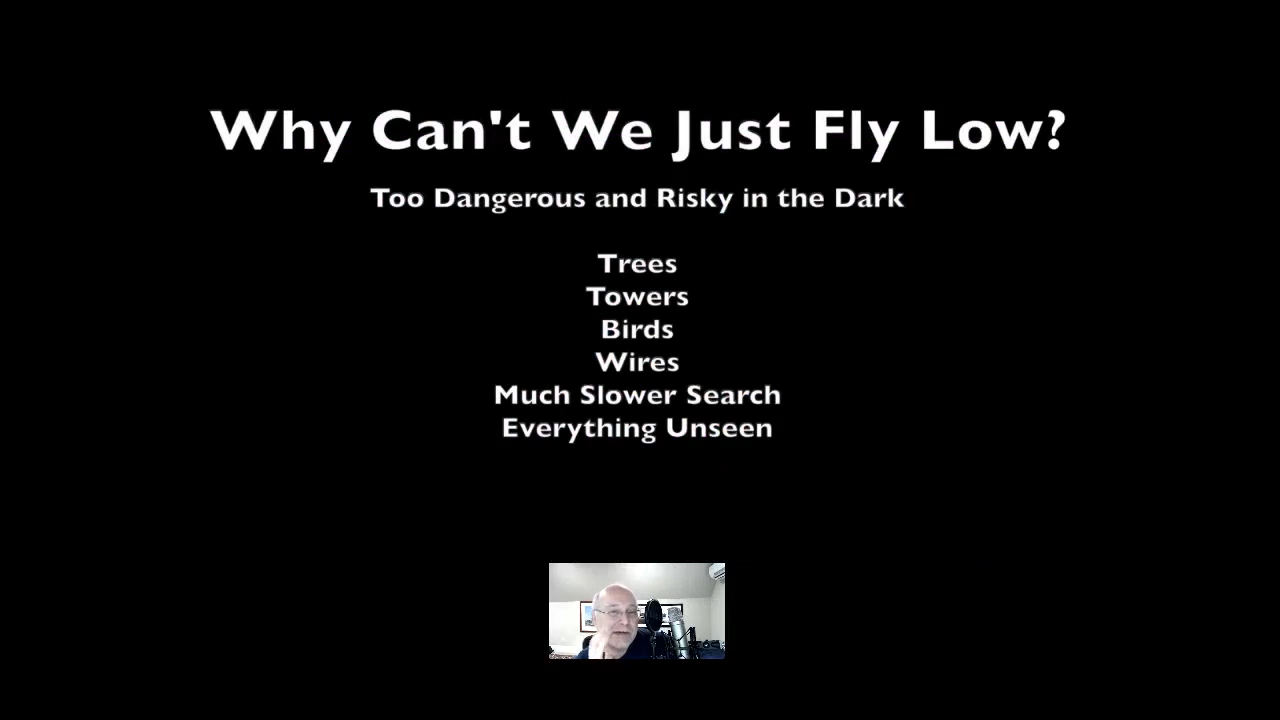 Why Can't We Just Fly Low?
Too Dangerous and Risky in the Dark
Trees
Towers
Birds
Wires
Much Slower Search
Everything Unseen